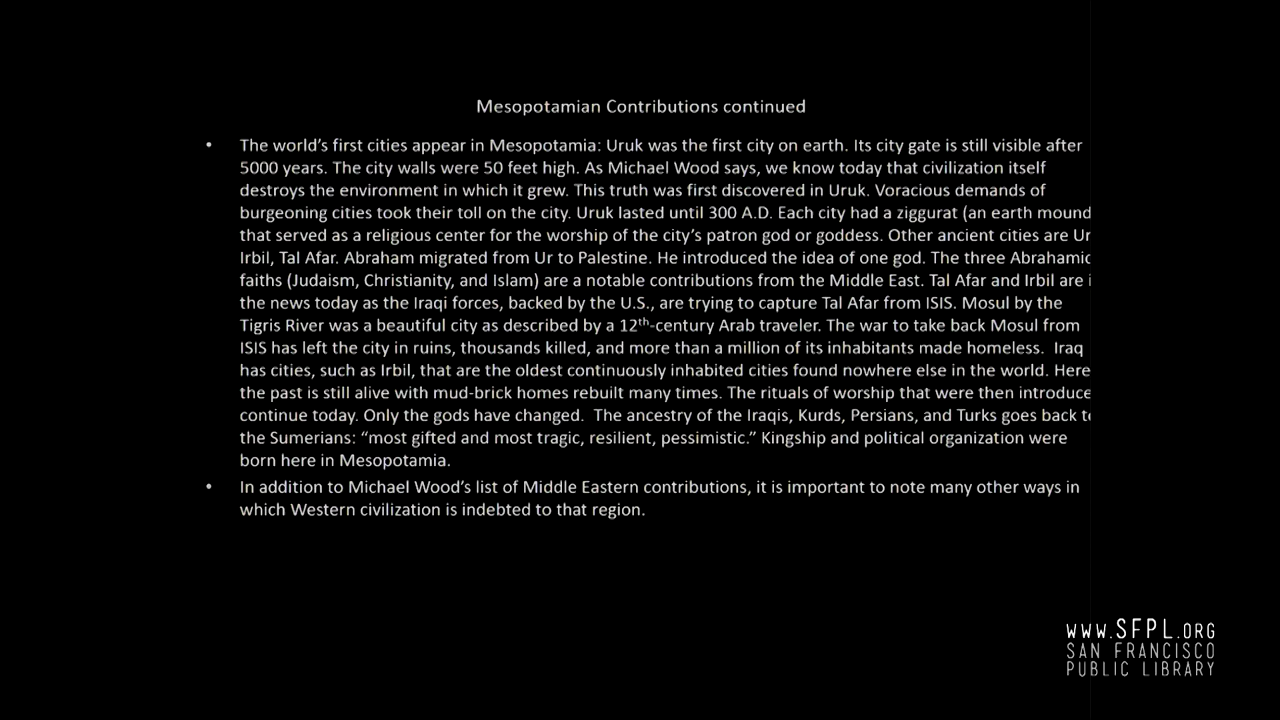 Mesopotamian Contributions continued
• The world's first cities appear in Mesopotamia: Uruk was the first city on earth. Its city gate is still visible after
5000 years. The city walls were 50 feet high. As Michael Wood says, we know today that civilization itself
destroys the environment in which it grew. This truth was first discovered in Uruk. Voracious demands of
burgeoning cities took their toll on the city. Uruk lasted until 300 A.D. Each city had a ziggurat (an earth mound
that served as a religious center for the worship of the city's patron god or goddess. Other ancient cities are Ur
Irbil, Tal Afar. Abraham migrated from Ur to Palestine. He introduced the idea of one god. The three Abrahamic
faiths (Judaism, Christianity, and Islam) are a notable contributions from the Middle East. Tal Afar and Irbil are i
the news today as the Iraqi forces, backed by the U.S., are trying to capture Tal Afar from ISIS. Mosul by the
Tigris River was a beautiful city as described by a 12th-century Arab traveler. The war to take back Mosul from
ISIS has left the city in ruins, thousands killed, and more than a million of its inhabitants made homeless. Iraq
has cities, such as Irbil, that are the oldest continuously inhabited cities found nowhere else in the world. Here
the past is still alive with mud-brick homes rebuilt many times. The rituals of worship that were then introduce
continue today. Only the gods have changed. The ancestry of the Iraqis, Kurds, Persians, and Turks goes back t
the Sumerians: "most gifted and most tragic, resilient, pessimistic." Kingship and political organization were
born here in Mesopotamia.
• In addition to Michael Wood's list of Middle Eastern contributions, it is important to note many other ways in
which Western civilization is indebted to that region.
WWW.SFPL.ORG
SAN FRANCISCO
PUBLIC LIBRARY